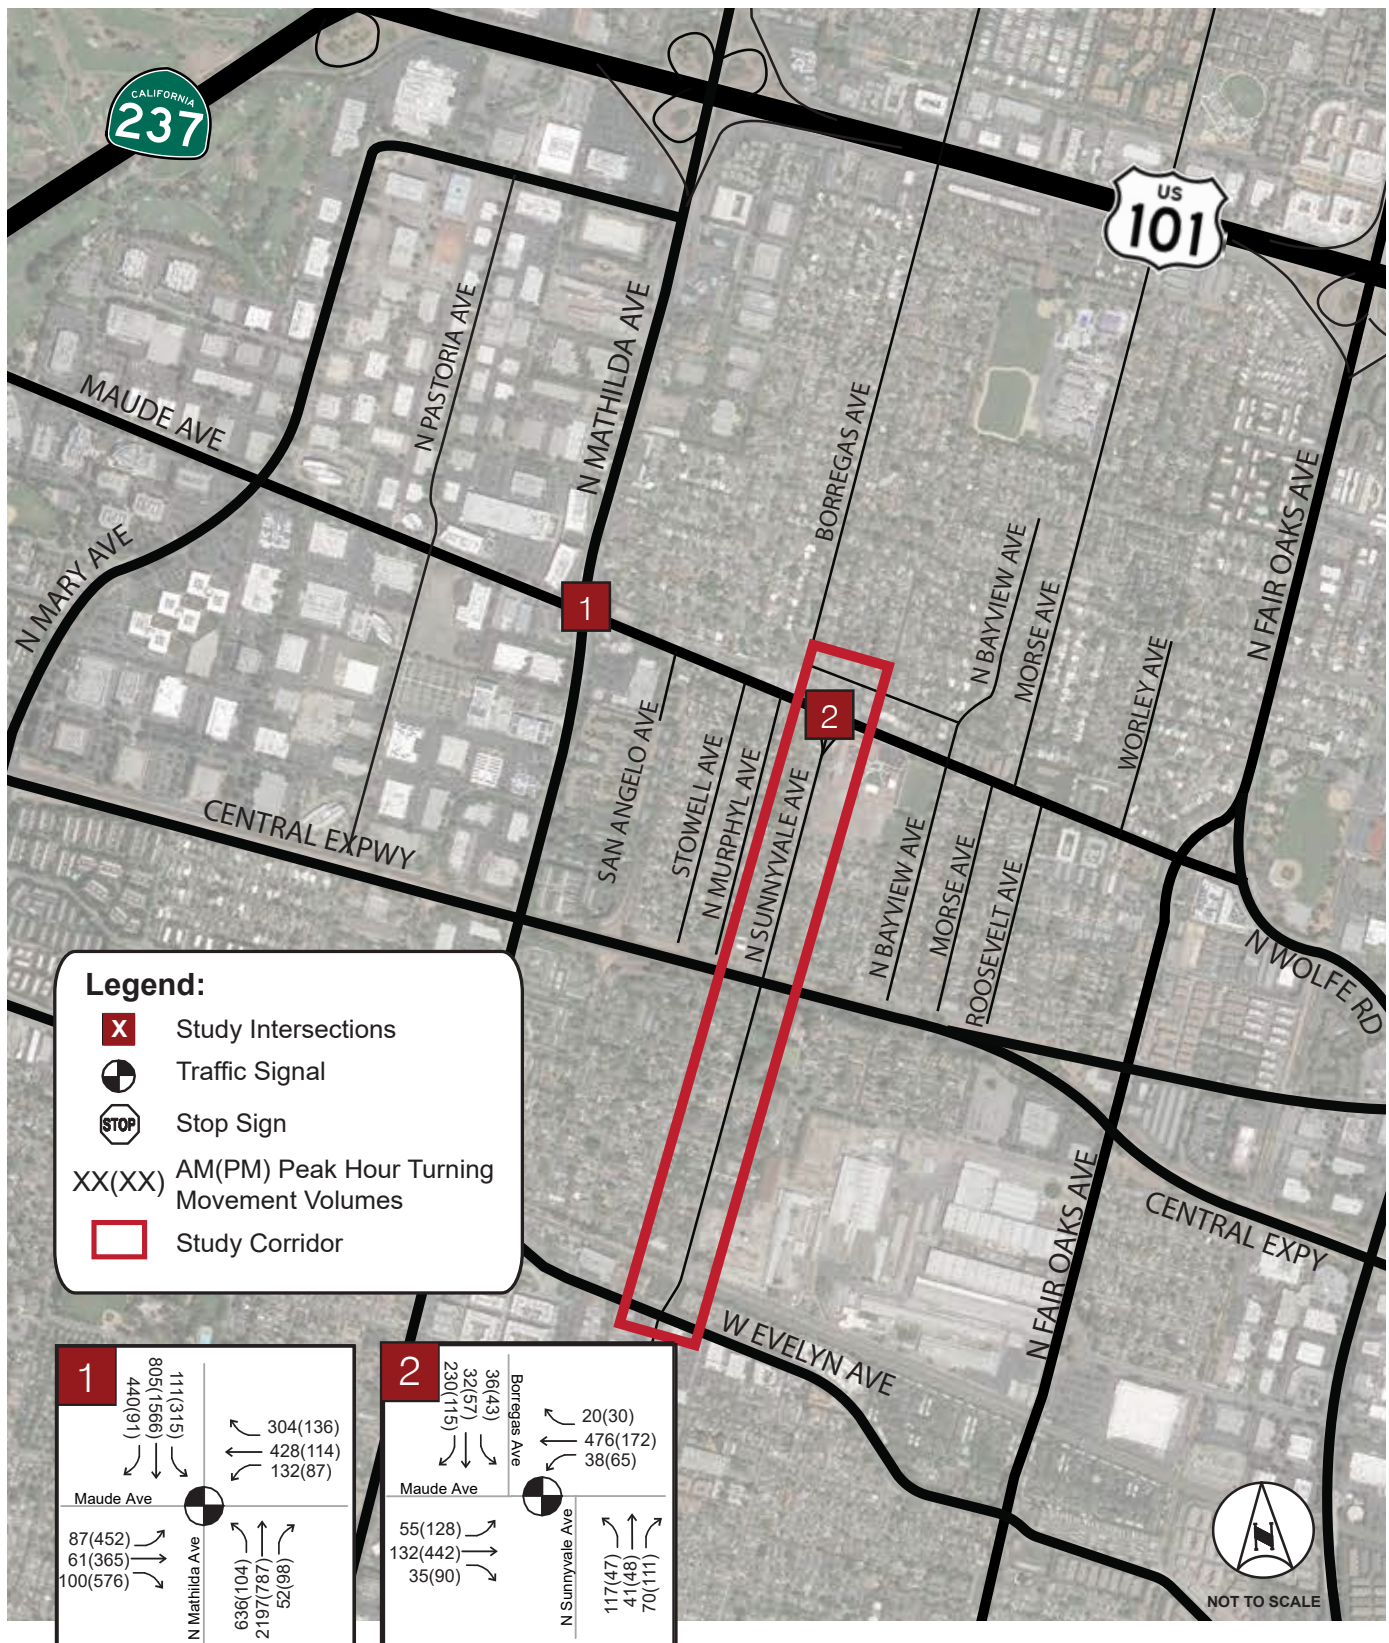 CALIFORNIA
237
US
101
MAUDE AVE
N PASTORIA AVE
N MATHILDA AVE
BORREGAS AVE
N MARY AVE
N BAYVIEW AVE
MORSE AVE
N FAIR OAKS AVE
WORLEY AVE
1
2
SAN ANGELO AVE
STOWELL AVE
N MURPHYL AVE
N SUNNYVALE AVE
N BAYVIEW AVE
MORSE AVE
ROOSEVELT AVE
CENTRAL EXPWY
N WOLFE RD
N FAIR OAKS AVE
CENTRAL EXPY
W EVELYN AVE
Legend:
X
Study Intersections
Traffic Signal
STOP
Stop Sign
XX(XX)
AM(PM) Peak Hour Turning
Movement Volumes
Study Corridor
1
440(91)
805(1566)
111(315)
304(136)
428(114)
132(87)
Maude Ave
87(452)
61(365)
100(576)
N Mathilda Ave
636(104)
2197(787)
52(98)
2
230(115)
32(57)
36(43)
Borregas Ave
20(30)
476(172)
38(65)
Maude Ave
55(128)
132(442)
35(90)
N Sunnyvale Ave
117(47)
41(48)
70(111)
N
NOT TO SCALE